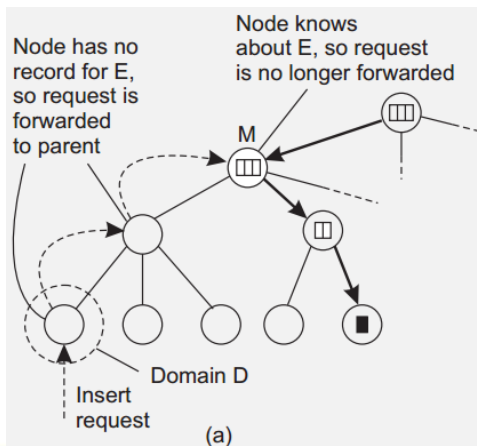 Node has no
record for E,
so request is
forwarded
to parent
Node knows
about E, so request
is no longer forwarded
M
Domain D
Insert
request
(a)